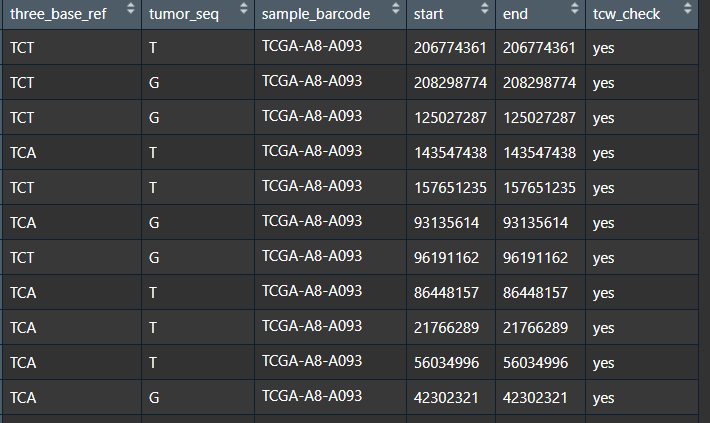 three_base_ref tumor_seq sample_barcode start end tcw_check
TCT T TCGA-A8-A093 206774361 206774361 yes
TCT G TCGA-A8-A093 208298774 208298774 yes
TCT G TCGA-A8-A093 125027287 125027287 yes
TCA T TCGA-A8-A093 143547438 143547438 yes
TCT T TCGA-A8-A093 157651235 157651235 yes
TCA G TCGA-A8-A093 93135614 93135614 yes
TCT G TCGA-A8-A093 96191162 96191162 yes
TCA T TCGA-A8-A093 86448157 86448157 yes
TCA T TCGA-A8-A093 21766289 21766289 yes
TCA T TCGA-A8-A093 56034996 56034996 yes
TCA G TCGA-A8-A093 42302321 42302321 yes